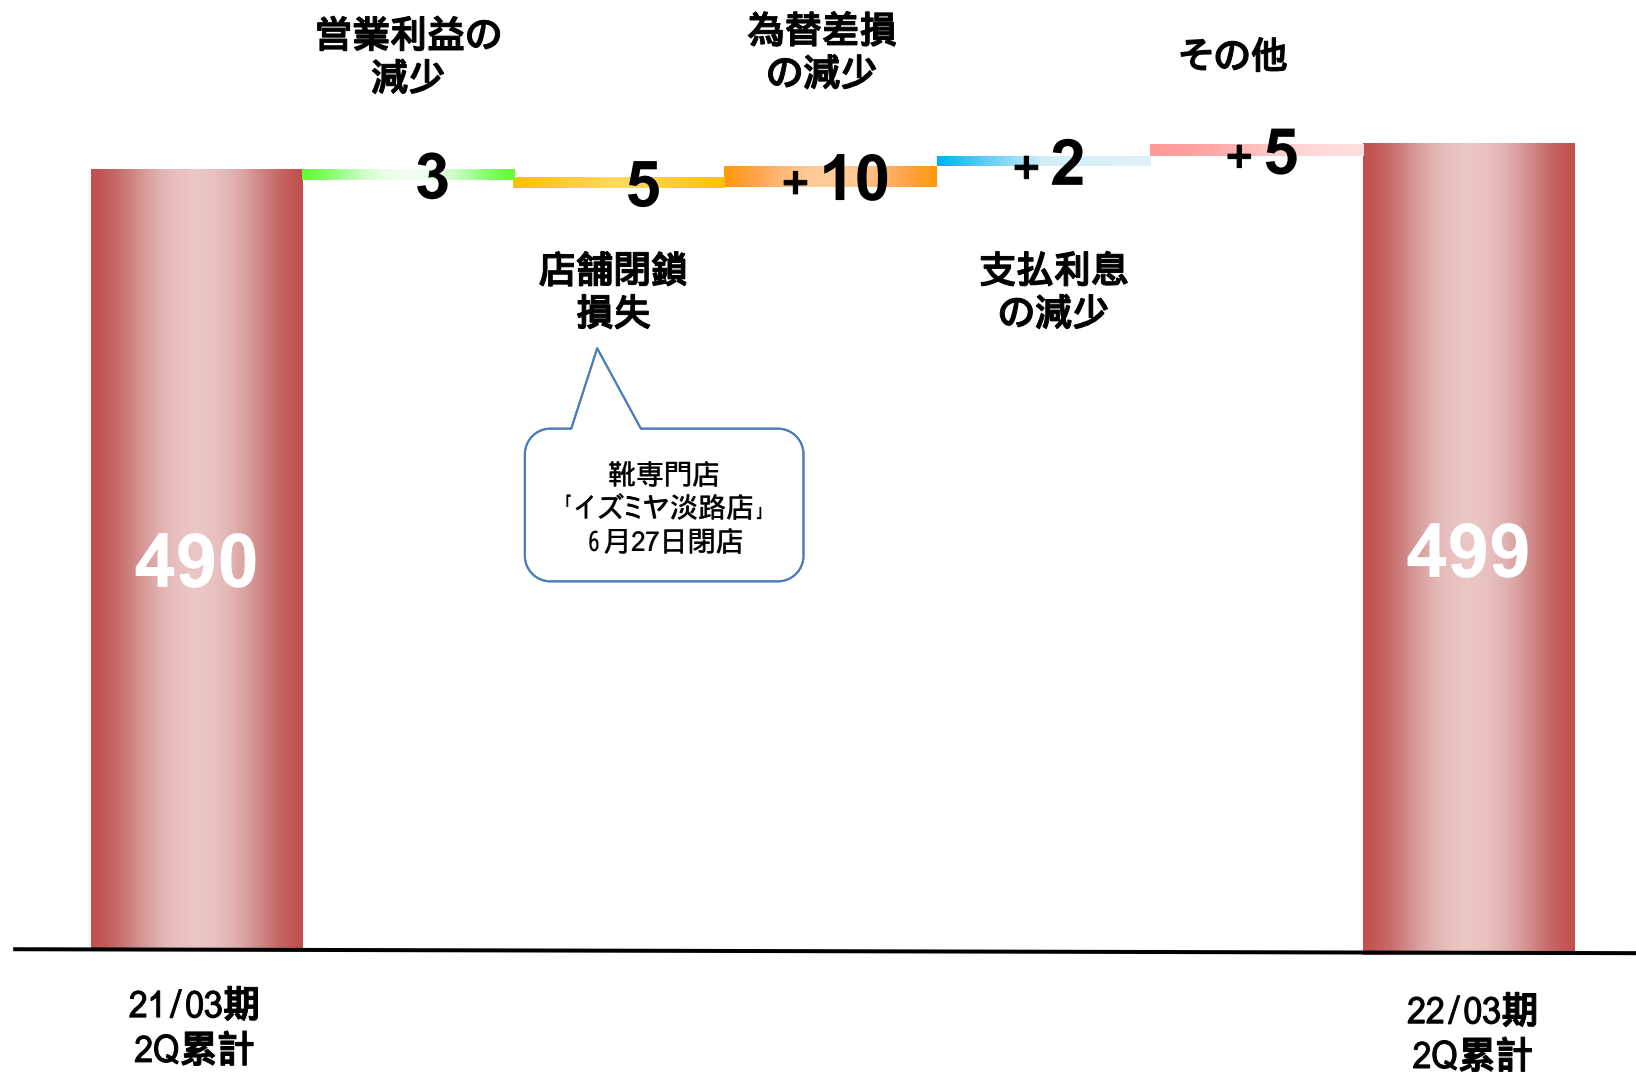 営業利益の
減少
為替差損
の減少
その他
3
5
+10
+2
+5
店舗閉鎖
損失
支払利息
の減少
靴専門店
「イズミヤ淡路店」
6月27日閉店
490
499
21/03期
2Q累計
22/03期
2Q累計